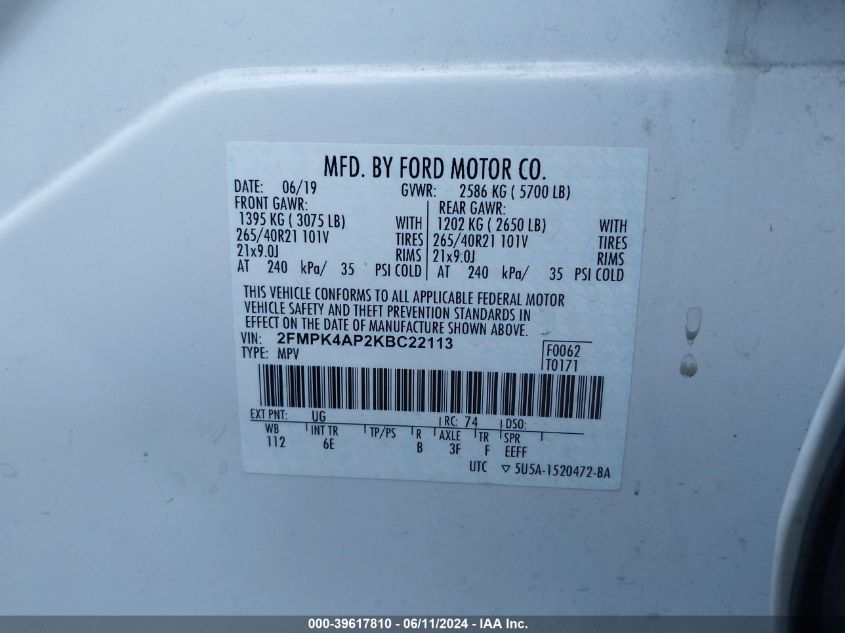 MFD. BY FORD MOTOR CO.
DATE: 06/19 GVWR: 2586 KG ( 5700 LB)
FRONT GAWR: REAR GAWR:
1395 KG ( 3075 LB) WITH 1202 KG ( 2650 LB) WITH
265/40R21 101V TIRES 265/40R21 101V TIRES
21x9.0J RIMS 21x9.0J RIMS
AT 240 kPa/ 35 PSI COLD AT 240 kPa/ 35 PSI COLD
THIS VEHICLE CONFORMS TO ALL APPLICABLE FEDERAL MOTOR
VEHICLE SAFETY AND THEFT PREVENTION STANDARDS IN
EFFECT ON THE DATE OF MANUFACTURE SHOWN ABOVE.
VIN: 2FMPK4AP2KBC22113 F0062
TYPE: MPV T0171
EXT PNT: UG RC: 74 DSO:
WB INT TR TP/PS R AXLE TR SPR
112 6E B 3F F EEFF
UTC ▽ 5U5A-1520472-BA
000-39617810 - 06/11/2024 - IAA Inc.